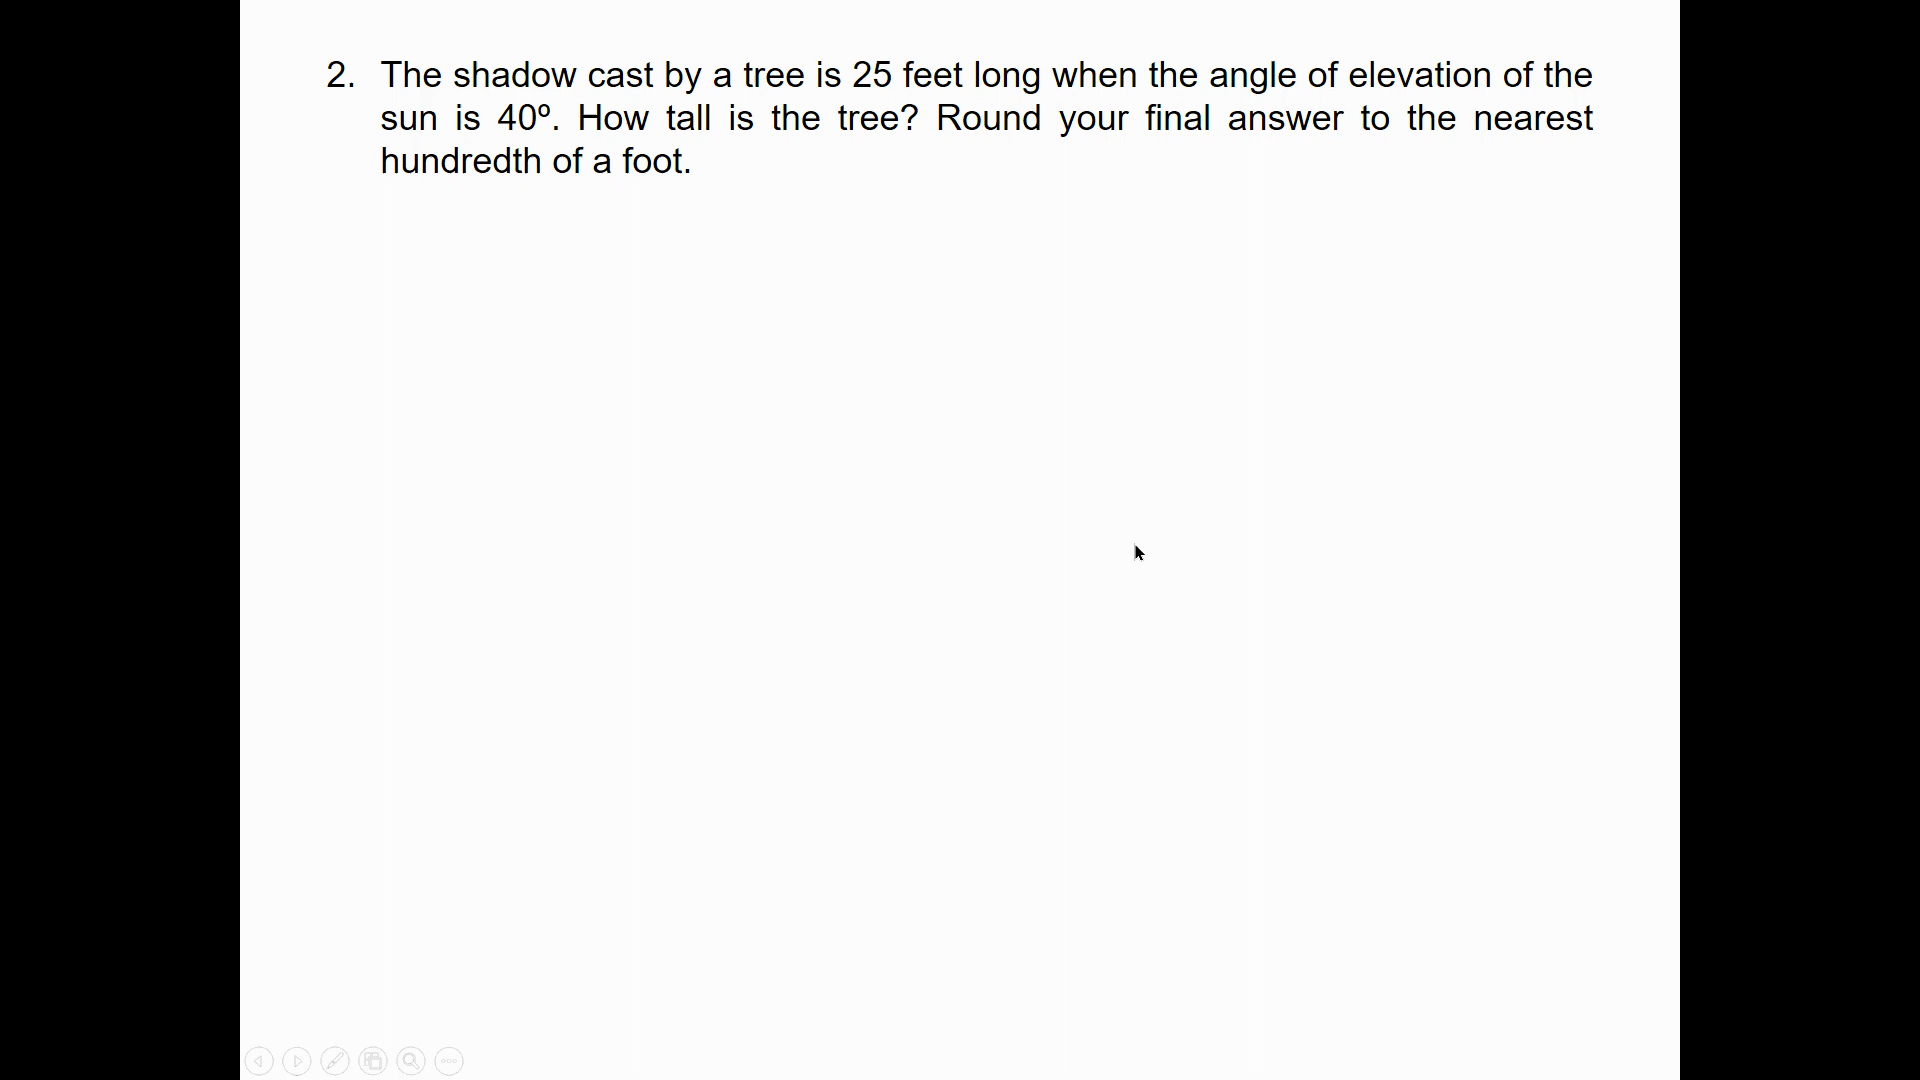 2. The shadow cast by a tree is 25 feet long when the angle of elevation of the
sun is 40º. How tall is the tree? Round your final answer to the nearest
hundredth of a foot.